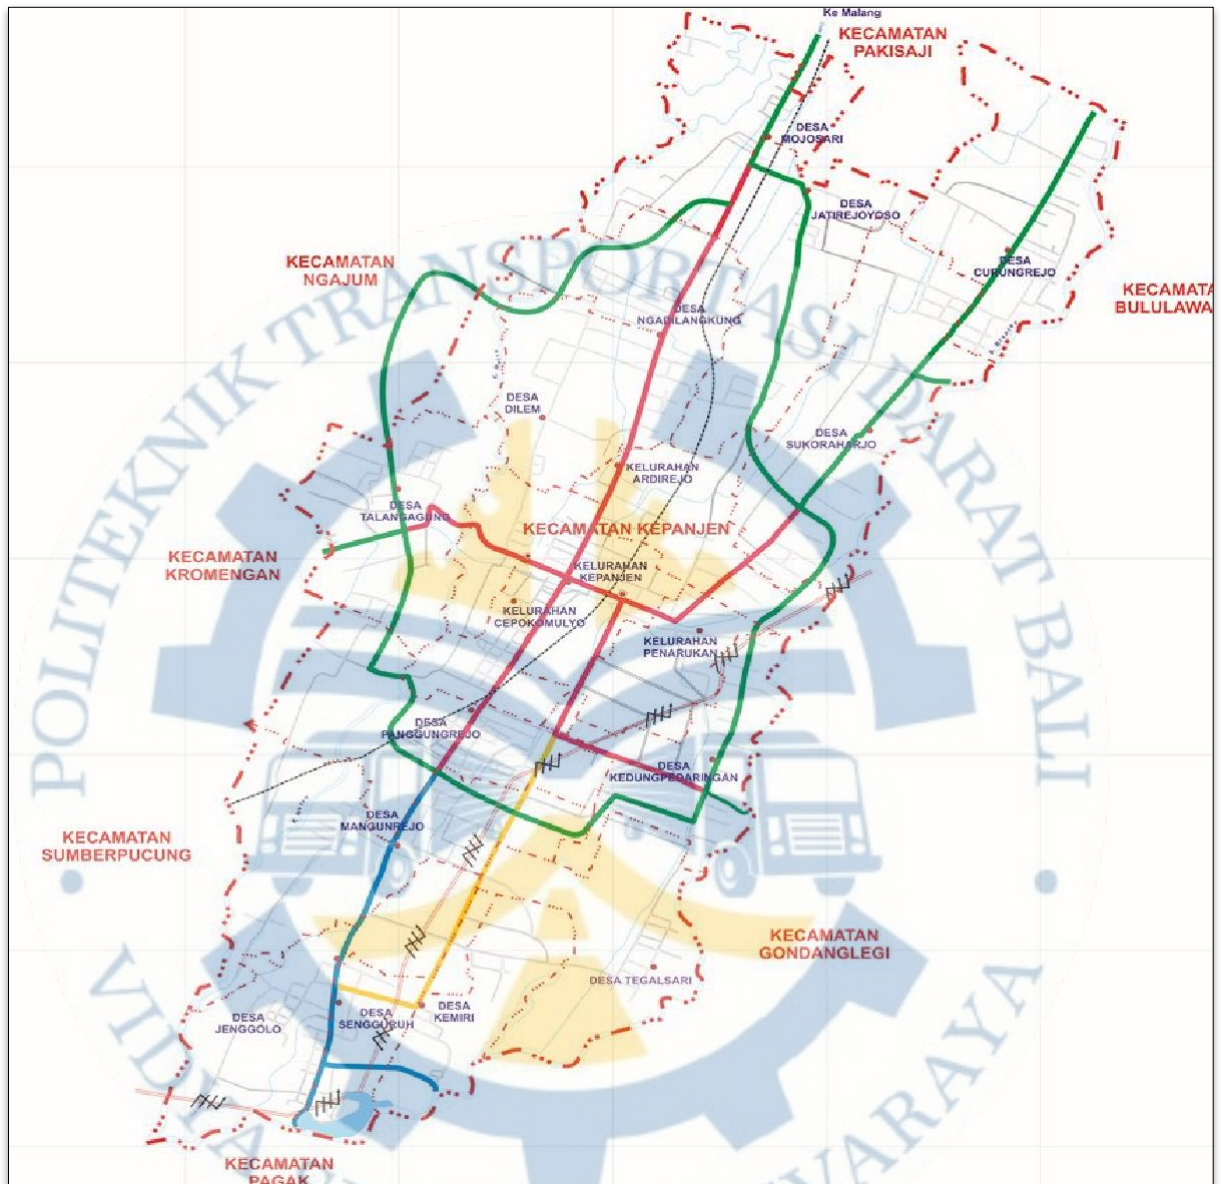 Ke Malang
KECAMATAN
PAKISAJI
DESA
MOJOSARI
DESA
JATIREJOYOSO
DESA
CURUNGREJO
KECAMATAN
NGAJUM
KECAMATA
BULULAWA
DESA
NGADILANGKUNG
DESA
DILEM
DESA
SUKORAHARJO
KELURAHAN
ARDIREJO
DESA
TALANGAGUNG
KECAMATAN KEPANJEN
KECAMATAN
KROMENGAN
KELURAHAN
KEPANJEN
KELURAHAN
CEPOKOMULYO
KELURAHAN
PENARUKAN
DESA
PANGGUNGREJO
DESA
KEDUNGPEDARINGAN
DESA
MANGUNREJO
KECAMATAN
SUMBERPUCUNG
KECAMATAN
GONDANGLEGI
DESA TEGALSARI
DESA
JENGGOLO
DESA
SENGGURUH
DESA
KEMIRI
KECAMATAN
PAGAK
POLITEKNIK TRANSPORTASI DARAT BALI